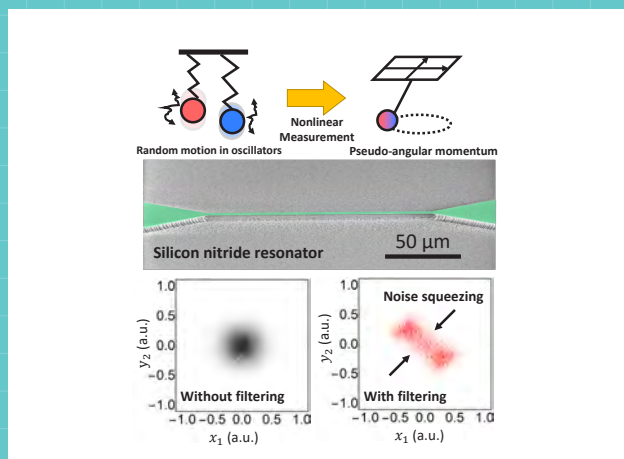 Nonlinear
Measurement
Random motion in oscillators
Pseudo-angular momentum
Silicon nitride resonator
50 μm
1.0
0.5
0.0
−0.5
−1.0
y₂ (a.u.)
Without filtering
−1.0−0.5 0.0 0.5 1.0
x₁ (a.u.)
1.0
0.5
0.0
−0.5
−1.0
y₂ (a.u.)
Noise squeezing
With filtering
−1.0−0.5 0.0 0.5 1.0
x₁ (a.u.)